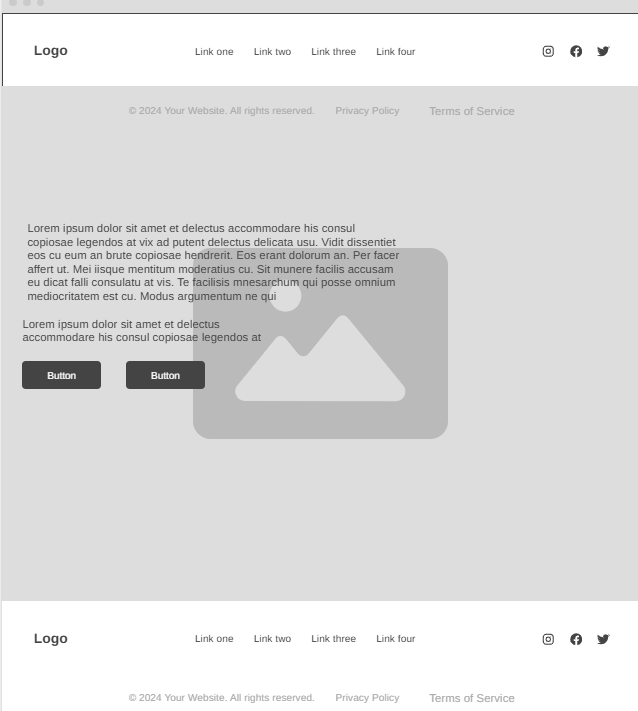 Logo Link one Link two Link three Link four
© 2024 Your Website. All rights reserved. Privacy Policy Terms of Service
Lorem ipsum dolor sit amet et delectus accommodare his consul
copiosae legendos at vix ad putent delectus delicata usu. Vidit dissentiet
eos cu eum an brute copiosae hendrerit. Eos erant dolorum an. Per facer
affert ut. Mei iisque mentitum moderatius cu. Sit munere facilis accusam
eu dicat falli consulatu at vis. Te facilisis mnesarchum qui posse omnium
mediocritatem est cu. Modus argumentum ne qui
Lorem ipsum dolor sit amet et delectus
accommodare his consul copiosae legendos at
Button Button
Logo Link one Link two Link three Link four
© 2024 Your Website. All rights reserved. Privacy Policy Terms of Service